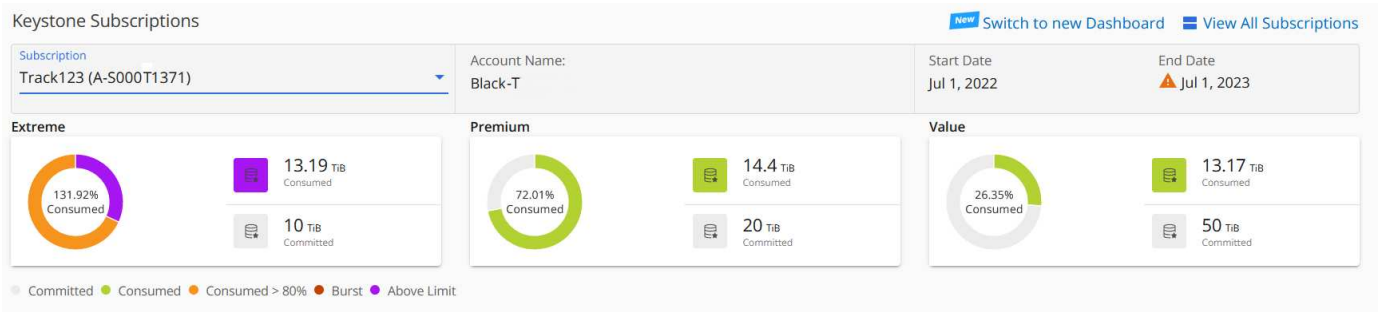 Keystone Subscriptions
New Switch to new Dashboard View All Subscriptions
Subscription
Track123 (A-S000T1371)
Account Name:
Black-T
Start Date
Jul 1, 2022
End Date
Jul 1, 2023
Extreme
131.92%
Consumed
13.19 TiB
Consumed
10 TiB
Committed
Premium
72.01%
Consumed
14.4 TiB
Consumed
20 TiB
Committed
Value
26.35%
Consumed
13.17 TiB
Consumed
50 TiB
Committed
Committed Consumed Consumed > 80% Burst Above Limit